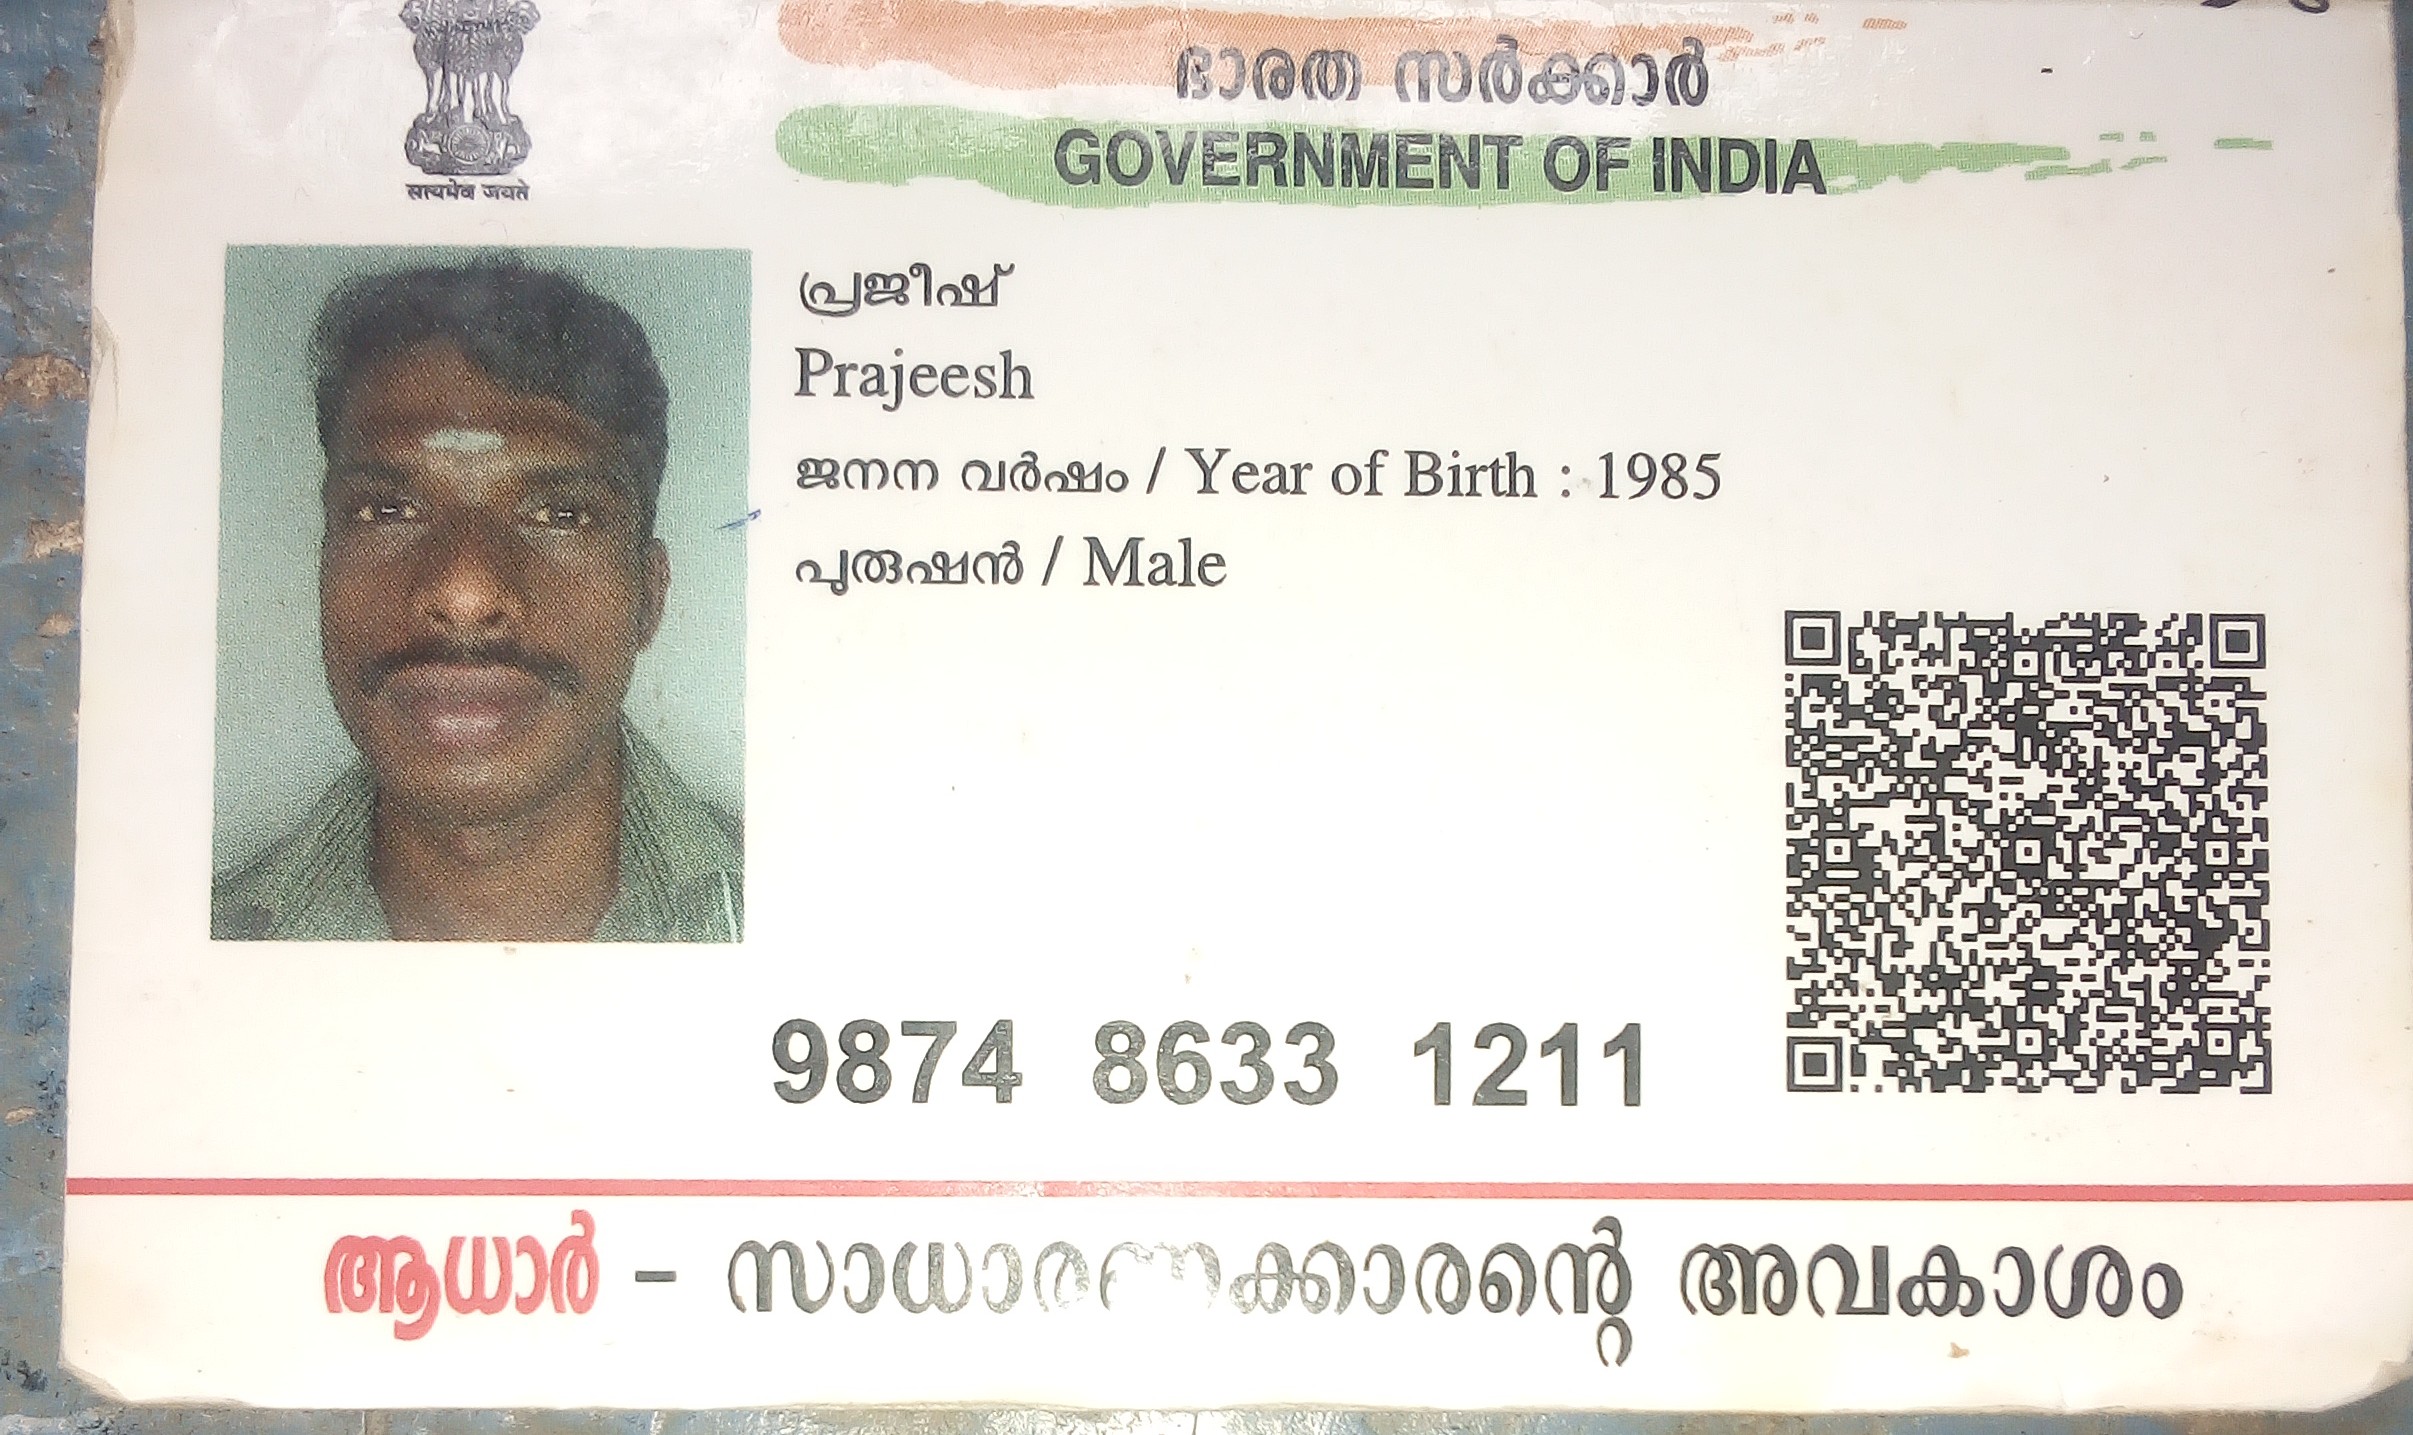 ഭാരത സർക്കാർ
GOVERNMENT OF INDIA
सत्यमेव जयते
പ്രജീഷ്
Prajeesh
ജനന വർഷം / Year of Birth : 1985
പുരുഷൻ / Male
9874 8633 1211
ആധാർ - സാധാരണക്കാരന്റെ അവകാശം